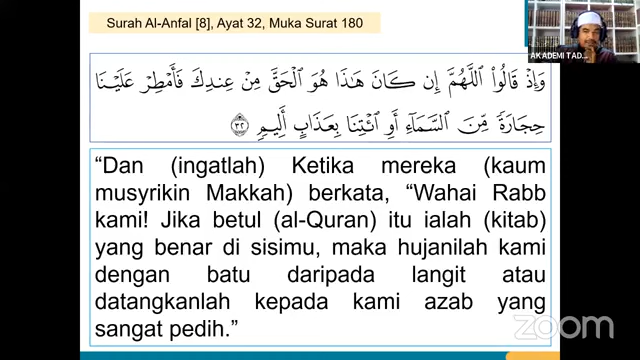 Surah Al-Anfal [8], Ayat 32, Muka Surat 180
AKADEMI TAD...
وَإِذْ قَالُوا۟ ٱللَّهُمَّ إِن كَانَ هَـٰذَا هُوَ ٱلْحَقَّ مِنْ عِندِكَ فَأَمْطِرْ عَلَيْنَا
حِجَارَةً مِّنَ ٱلسَّمَآءِ أَوِ ٱئْتِنَا بِعَذَابٍ أَلِيمٍ ٣٢
“Dan (ingatlah) Ketika mereka (kaum
musyrikin Makkah) berkata, “Wahai Rabb
kami! Jika betul (al-Quran) itu ialah (kitab)
yang benar di sisimu, maka hujanilah kami
dengan batu daripada langit atau
datangkanlah kepada kami azab yang
sangat pedih.”
zoom